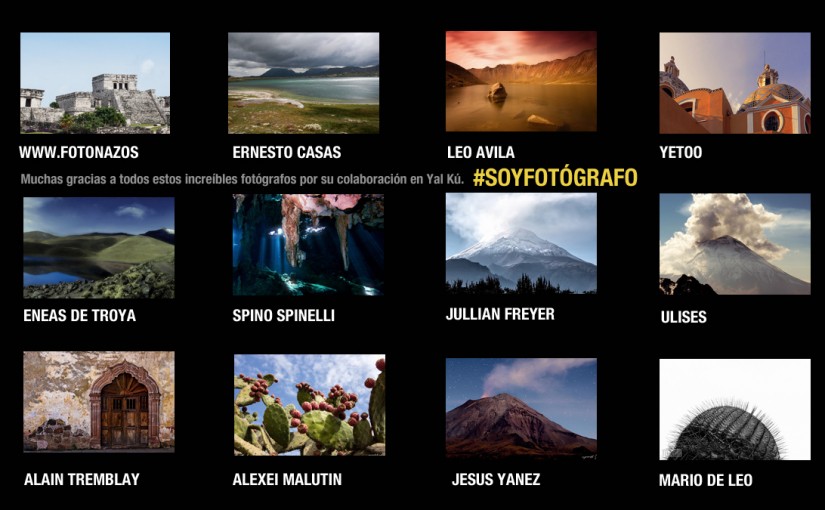 WWW.FOTONAZOS
ERNESTO CASAS
LEO AVILA
YETOO
Muchas gracias a todos estos increíbles fotógrafos por su colaboración en Yal Kú. #SOYFOTÓGRAFO
ENEAS DE TROYA
SPINO SPINELLI
JULLIAN FREYER
ULISES
ALAIN TREMBLAY
ALEXEI MALUTIN
JESUS YANEZ
MARIO DE LEO